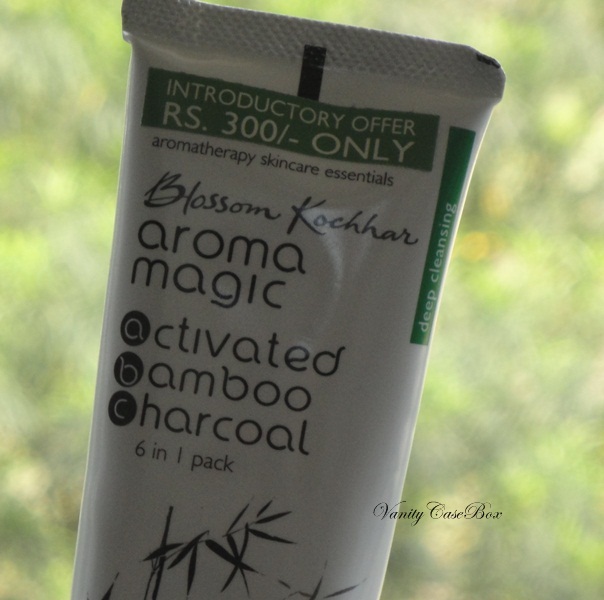 INTRODUCTORY OFFER
RS. 300/- ONLY
aromatherapy skincare essentials
Blossom Kochhar
aroma
magic
deep cleansing
activated
bamboo
charcoal
6 in 1 pack
Vanity CaseBox